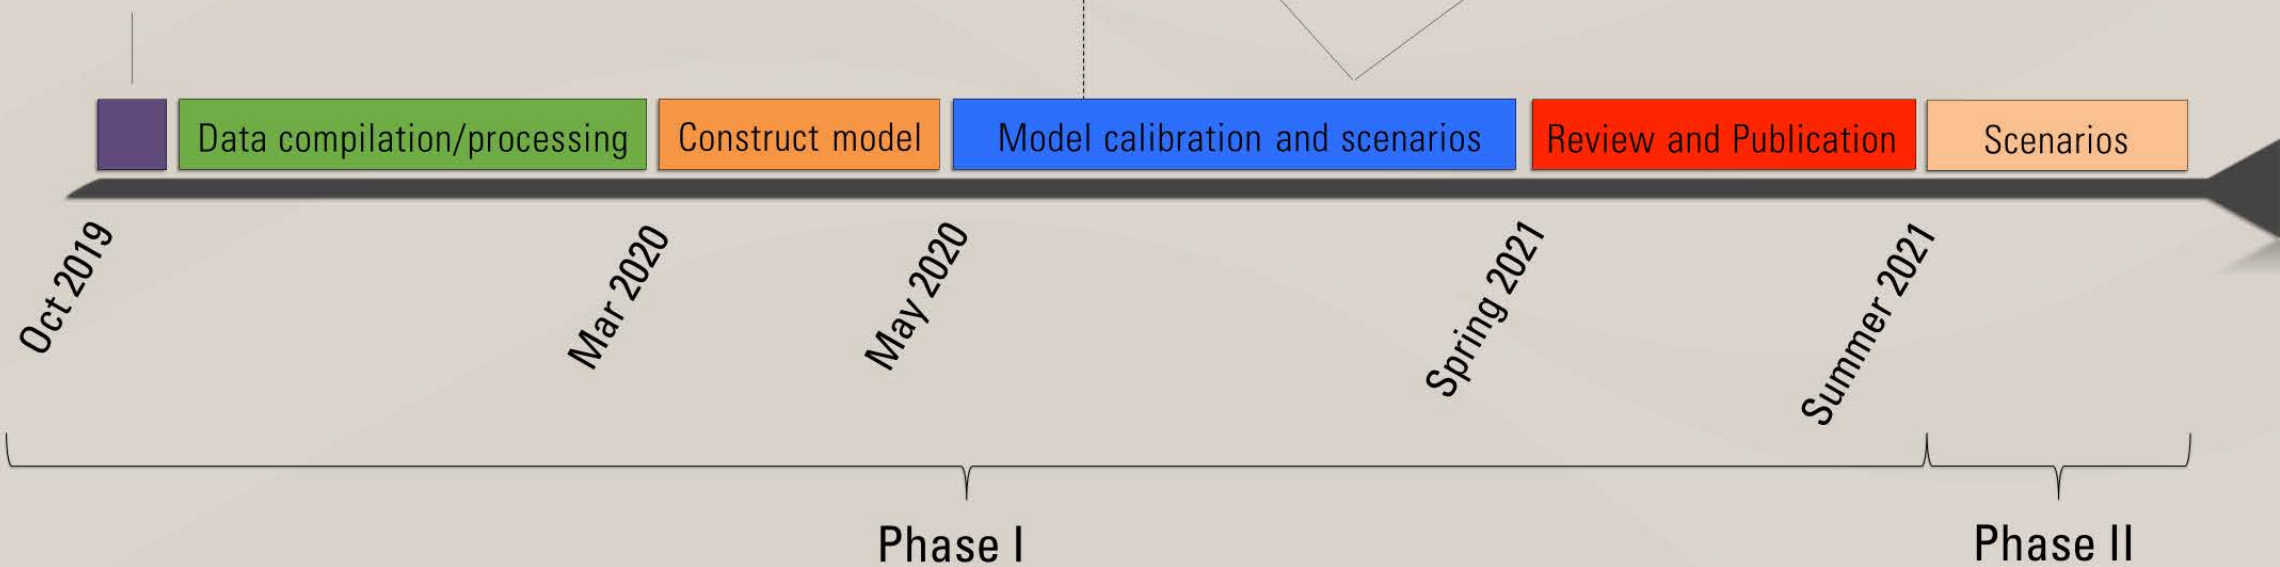 Data compilation/processing
Construct model
Model calibration and scenarios
Review and Publication
Scenarios
Oct 2019
Mar 2020
May 2020
Spring 2021
Summer 2021
Phase I
Phase II